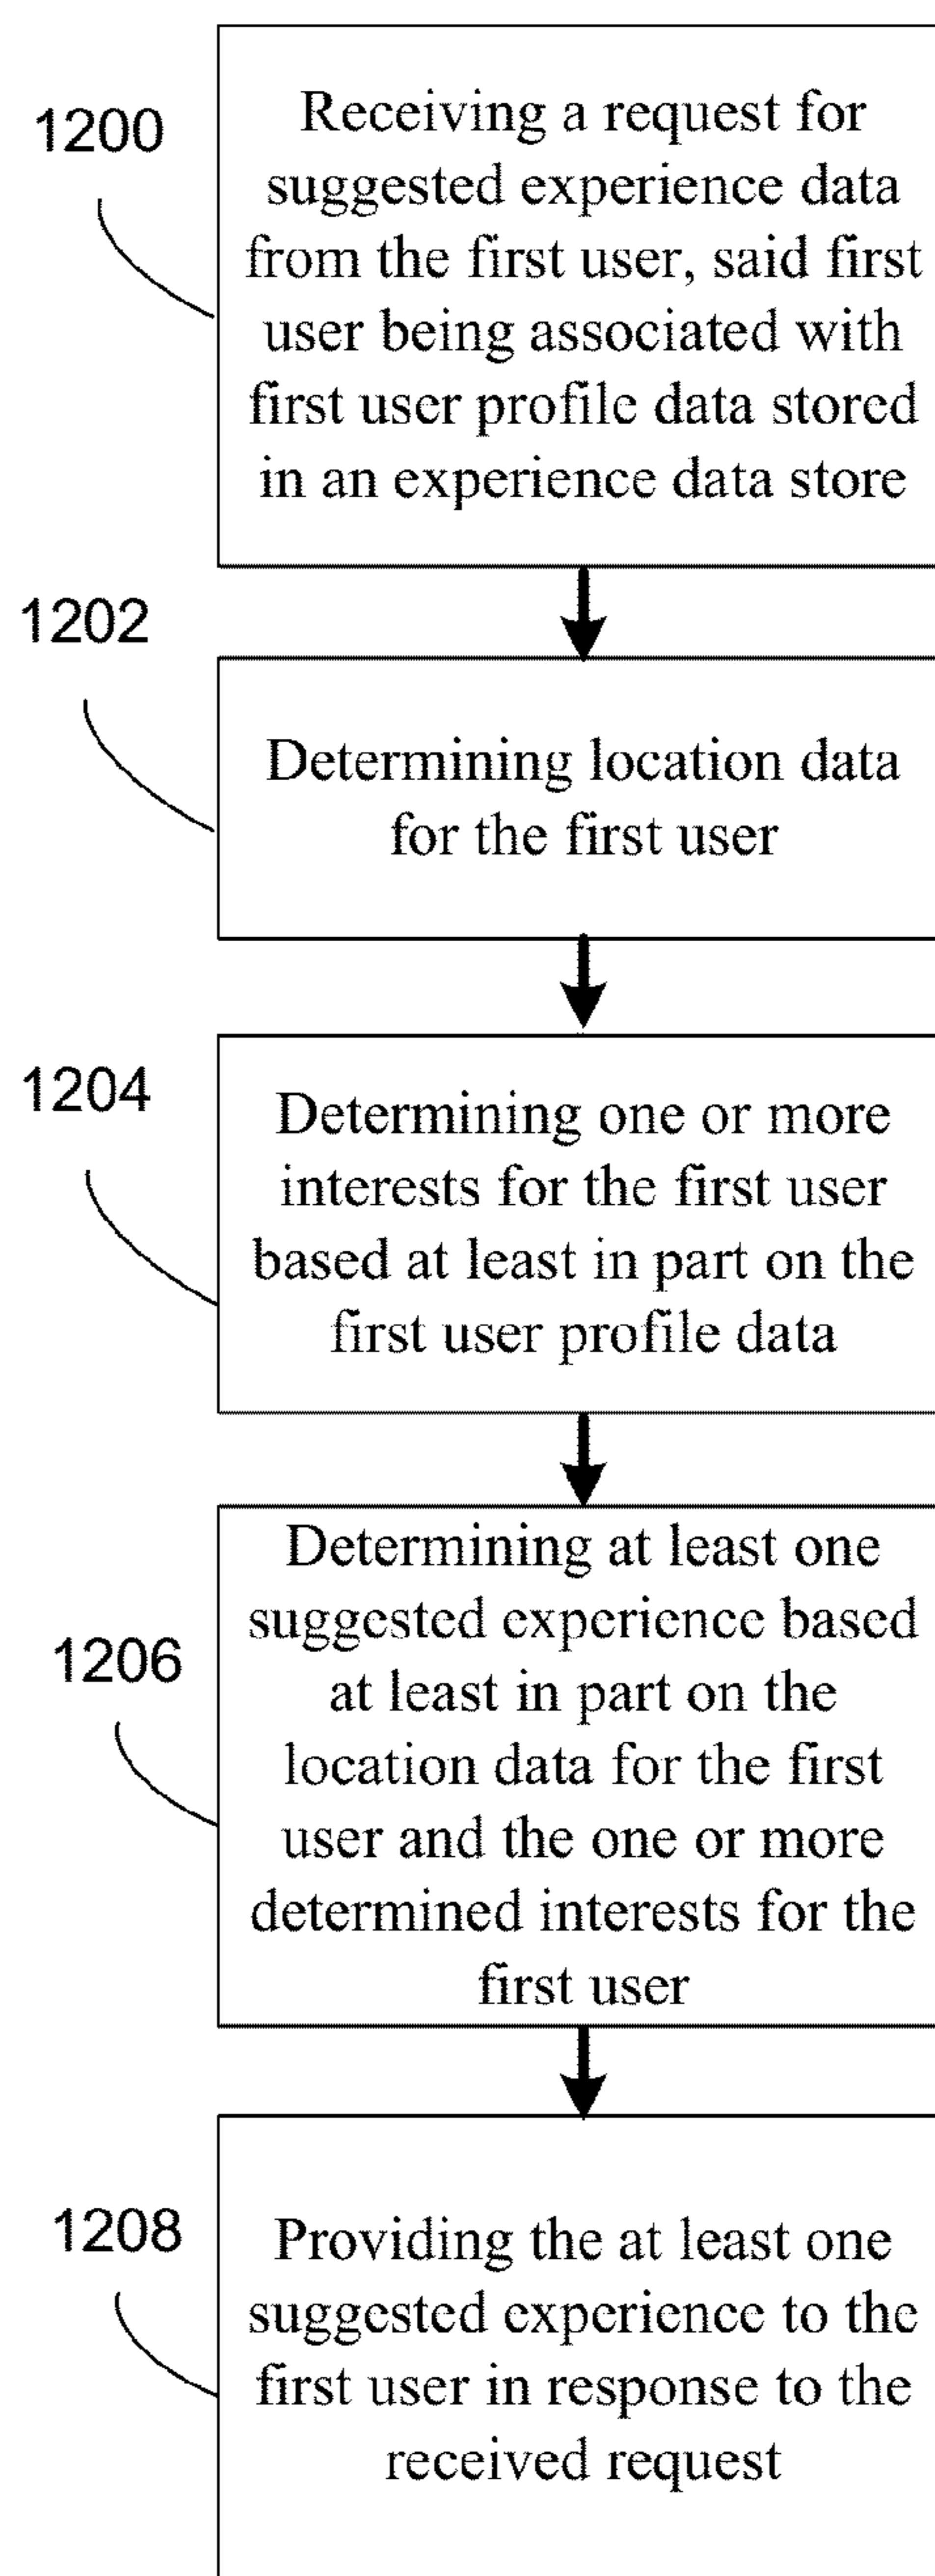 1200
Receiving a request for
suggested experience data
from the first user, said first
user being associated with
first user profile data stored
in an experience data store
1202
Determining location data
for the first user
1204
Determining one or more
interests for the first user
based at least in part on the
first user profile data
Determining at least one
suggested experience based
1206
at least in part on the
location data for the first
user and the one or more
determined interests for the
first user
1208
Providing the at least one
suggested experience to the
first user in response to the
received request